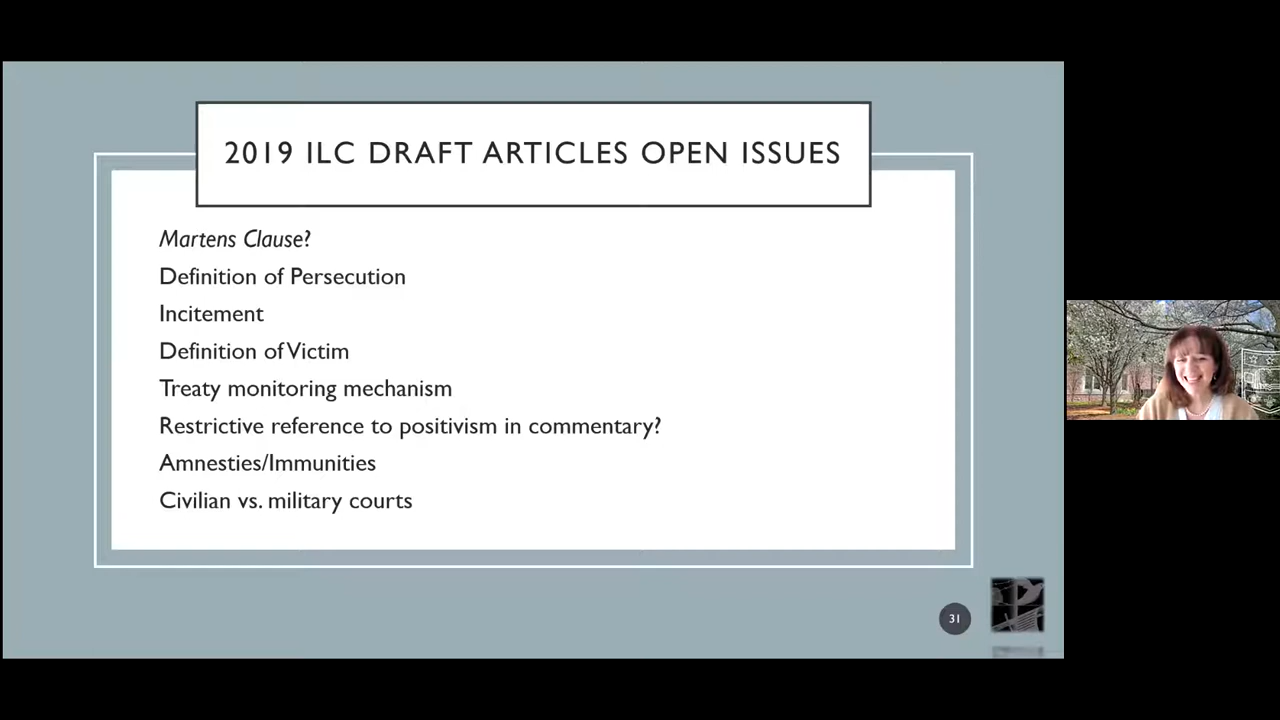 2019 ILC DRAFT ARTICLES OPEN ISSUES
Martens Clause?
Definition of Persecution
Incitement
Definition of Victim
Treaty monitoring mechanism
Restrictive reference to positivism in commentary?
Amnesties/Immunities
Civilian vs. military courts
31